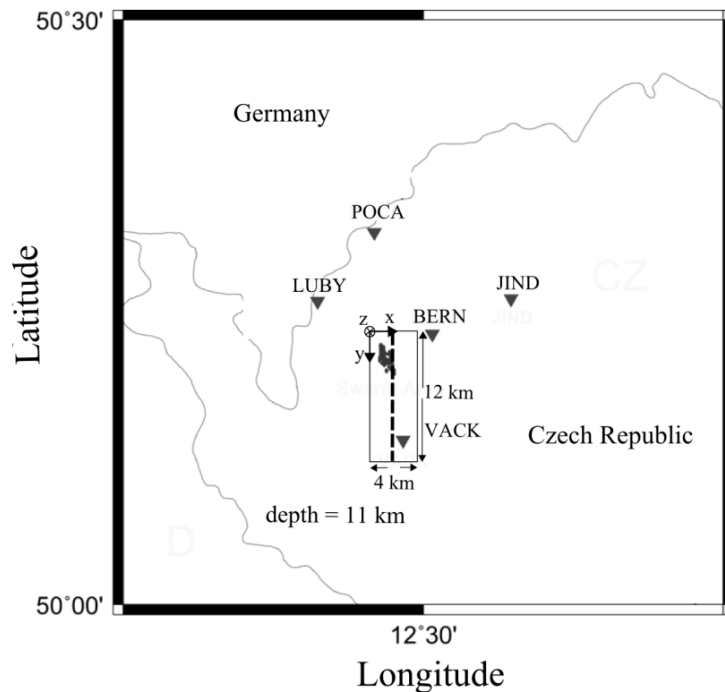 50°30'
Germany
POCA
LUBY
JIND
CZ
JIND
z
x
BERN
y
12 km
VACK
Czech Republic
4 km
depth = 11 km
D
50°00'
12°30'
Latitude
Longitude